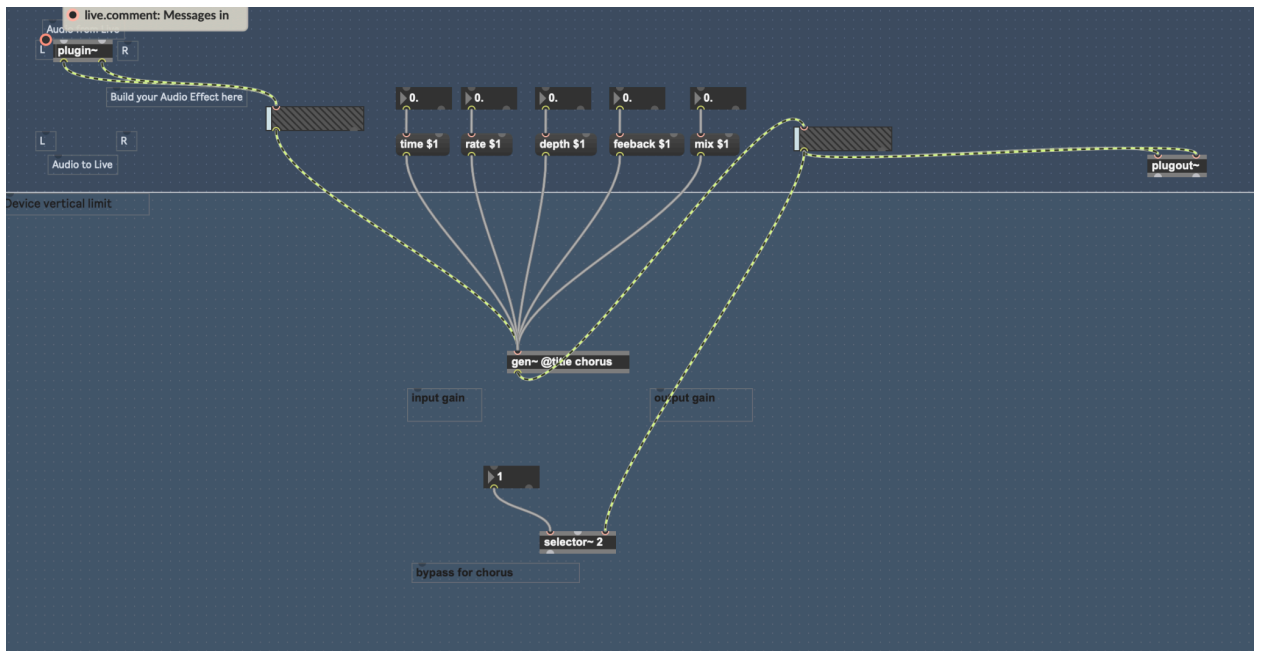 live.comment: Messages in
Audio from Live
L plugin~ R
Build your Audio Effect here
0. 0. 0. 0. 0.
time $1 rate $1 depth $1 feeback $1 mix $1
L R
Audio to Live
plugout~
Device vertical limit
gen~ @title chorus
input gain output gain
1
selector~ 2
bypass for chorus